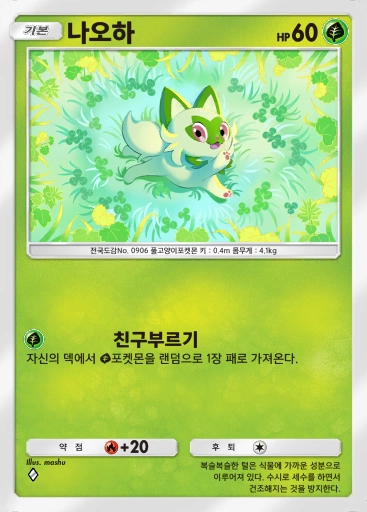 기본 나오하 HP 60
전국도감No. 0906 풀고양이포켓몬 키 : 0.4m 몸무게 : 4.1kg
친구부르기
자신의 덱에서 포켓몬을 랜덤으로 1장 패로 가져온다.
약점 +20 후퇴
Illus. mashu
복슬복슬한 털은 식물에 가까운 성분으로
이루어져 있다. 수시로 세수를 하면서
건조해지는 것을 방지한다.